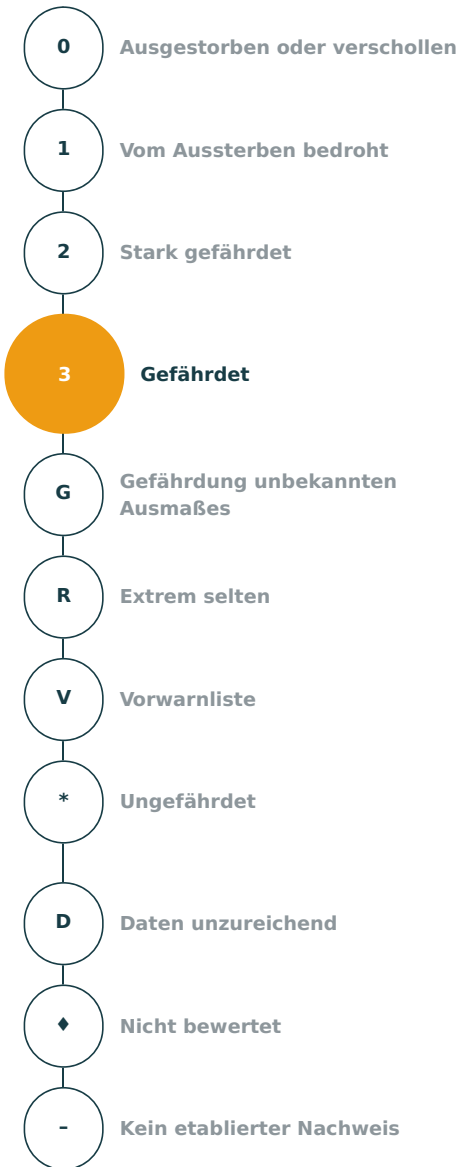 0 Ausgestorben oder verschollen
1 Vom Aussterben bedroht
2 Stark gefährdet
3 Gefährdet
G Gefährdung unbekannten
Ausmaßes
R Extrem selten
V Vorwarnliste
* Ungefährdet
D Daten unzureichend
♦ Nicht bewertet
– Kein etablierter Nachweis